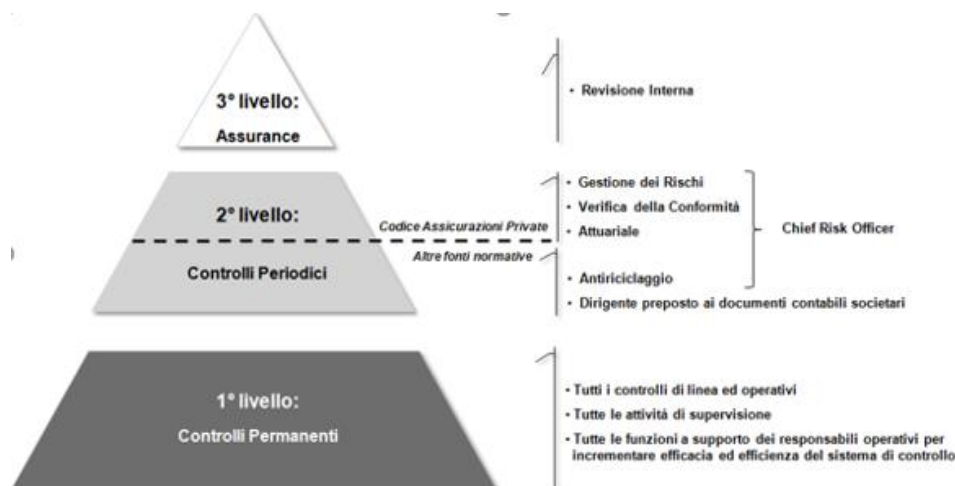 3° livello:
Assurance
• Revisione Interna
2° livello:
Controlli Periodici
Codice Assicurazioni Private
Altre fonti normative
• Gestione dei Rischi
• Verifica della Conformità
• Attuariale
• Antiriciclaggio
• Dirigente preposto ai documenti contabili societari
Chief Risk Officer
1° livello:
Controlli Permanenti
• Tutti i controlli di linea ed operativi
• Tutte le attività di supervisione
• Tutte le funzioni a supporto dei responsabili operativi per
incrementare efficacia ed efficienza del sistema di controllo